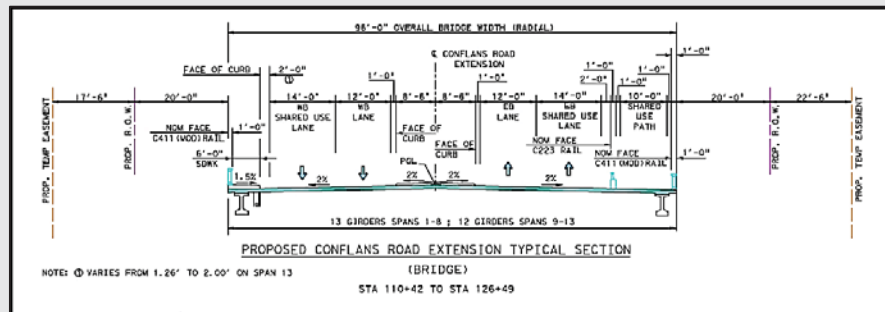 96'-0" OVERALL BRIDGE WIDTH (RADIAL)
℄ CONFLANS ROAD
EXTENSION
1'-0"
1'-0"
FACE OF CURB
2'-0"
①
1'-0"
1'-0"
2'-0"
1'-0"
17'-6"
20'-0"
14'-0"
WB
SHARED USE
LANE
12'-0"
WB
LANE
8'-6"
8'-6"
12'-0"
EB
LANE
14'-0"
WB
SHARED USE
LANE
10'-0"
SHARED
USE
PATH
20'-0"
22'-6"
PROP. TEMP EASEMENT
PROP. R.O.W.
NOM FACE
C411(MOD)RAIL
1'-0"
6'-0"
SDWK
FACE OF
CURB
FACE OF
CURB
NOM FACE
C223 RAIL
NOM FACE
C411(MOD)RAIL
1'-0"
PROP. R.O.W.
PROP. TEMP EASEMENT
PGL
1.5%
2%
2%
2%
2%
13 GIRDERS SPANS 1-8 ; 12 GIRDERS SPANS 9-13
PROPOSED CONFLANS ROAD EXTENSION TYPICAL SECTION
(BRIDGE)
NOTE: ① VARIES FROM 1.26' TO 2.00' ON SPAN 13
STA 110+42 TO STA 126+49